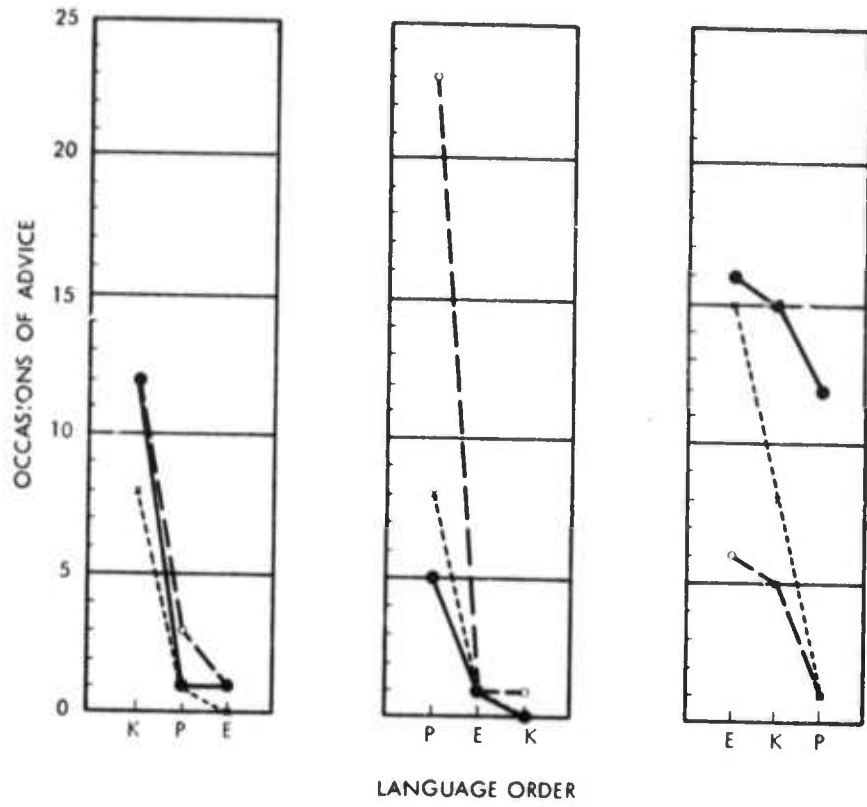 25
20
15
10
5
0
OCCASIONS OF ADVICE
K P E
P E K
E K P
LANGUAGE ORDER